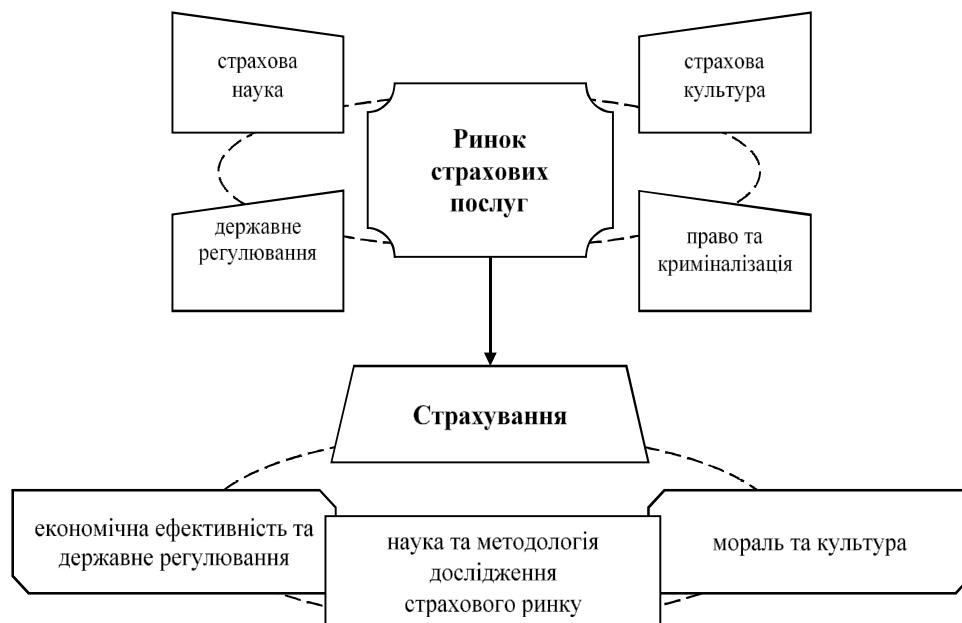 страхова
наука
страхова
культура
Ринок
страхових
послуг
державне
регулювання
право та
криміналізація
Страхування
економічна ефективність та
державне регулювання
наука та методологія
дослідження
страхового ринку
мораль та культура